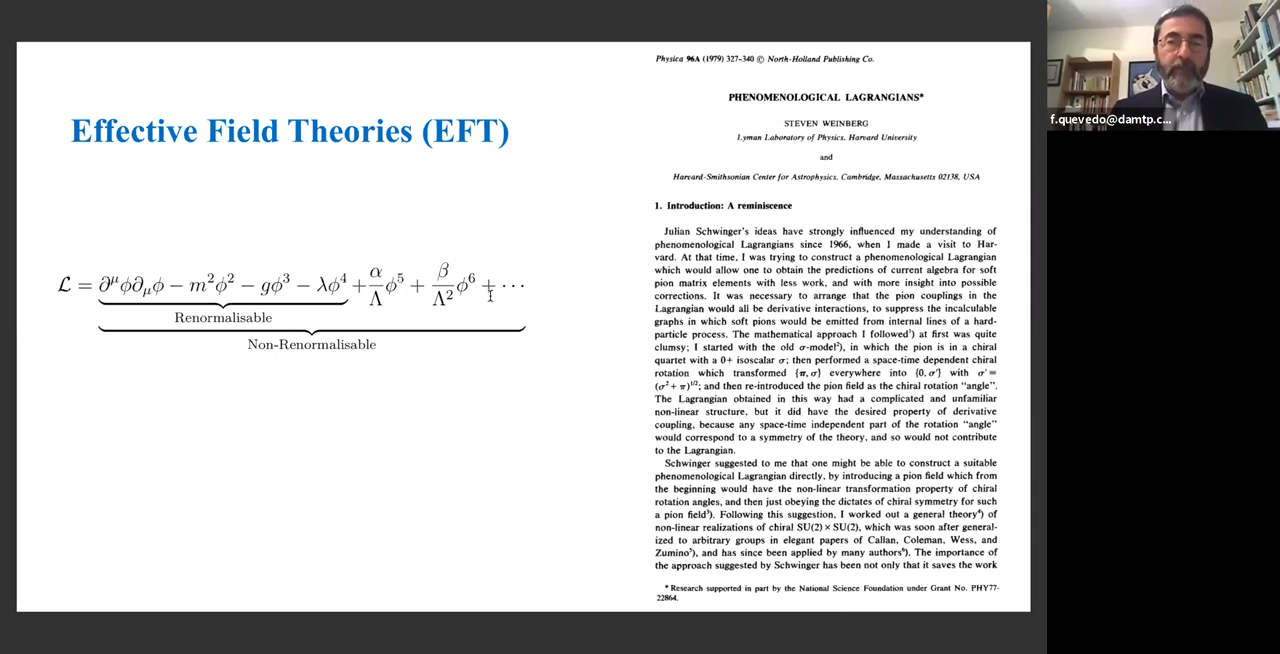 Effective Field Theories (EFT)
ℒ = ∂^μϕ∂_μϕ − m²ϕ² − gϕ³ − λϕ⁴ + α/Λ ϕ⁵ + β/Λ² ϕ⁶ + ···
Renormalisable
Non-Renormalisable
Physica 96A (1979) 327-340 © North-Holland Publishing Co.
PHENOMENOLOGICAL LAGRANGIANS*
STEVEN WEINBERG
Lyman Laboratory of Physics, Harvard University
and
Harvard-Smithsonian Center for Astrophysics, Cambridge, Massachusetts 02138, USA
1. Introduction: A reminiscence
Julian Schwinger's ideas have strongly influenced my understanding of
phenomenological Lagrangians since 1966, when I made a visit to Har-
vard. At that time, I was trying to construct a phenomenological Lagrangian
which would allow one to obtain the predictions of current algebra for soft
pion matrix elements with less work, and with more insight into possible
corrections. It was necessary to arrange that the pion couplings in the
Lagrangian would all be derivative interactions, to suppress the incalculable
graphs in which soft pions would be emitted from internal lines of a hard-
particle process. The mathematical approach I followed¹) at first was quite
clumsy; I started with the old σ-model²), in which the pion is in a chiral
quartet with a 0+ isoscalar σ; then performed a space-time dependent chiral
rotation which transformed {π, σ} everywhere into {0, σ′} with σ′ =
(σ² + π)^1/2; and then re-introduced the pion field as the chiral rotation "angle".
The Lagrangian obtained in this way had a complicated and unfamiliar
non-linear structure, but it did have the desired property of derivative
coupling, because any space-time independent part of the rotation "angle"
would correspond to a symmetry of the theory, and so would not contribute
to the Lagrangian.
Schwinger suggested to me that one might be able to construct a suitable
phenomenological Lagrangian directly, by introducing a pion field which from
the beginning would have the non-linear transformation property of chiral
rotation angles, and then just obeying the dictates of chiral symmetry for such
a pion field³). Following this suggestion, I worked out a general theory⁴) of
non-linear realizations of chiral SU(2) × SU(2), which was soon after general-
ized to arbitrary groups in elegant papers of Callan, Coleman, Wess, and
Zumino⁵), and has since been applied by many authors⁶). The importance of
the approach suggested by Schwinger has been not only that it saves the work
* Research supported in part by the National Science Foundation under Grant No. PHY77-
22864.
f.quevedo@damtp.c...